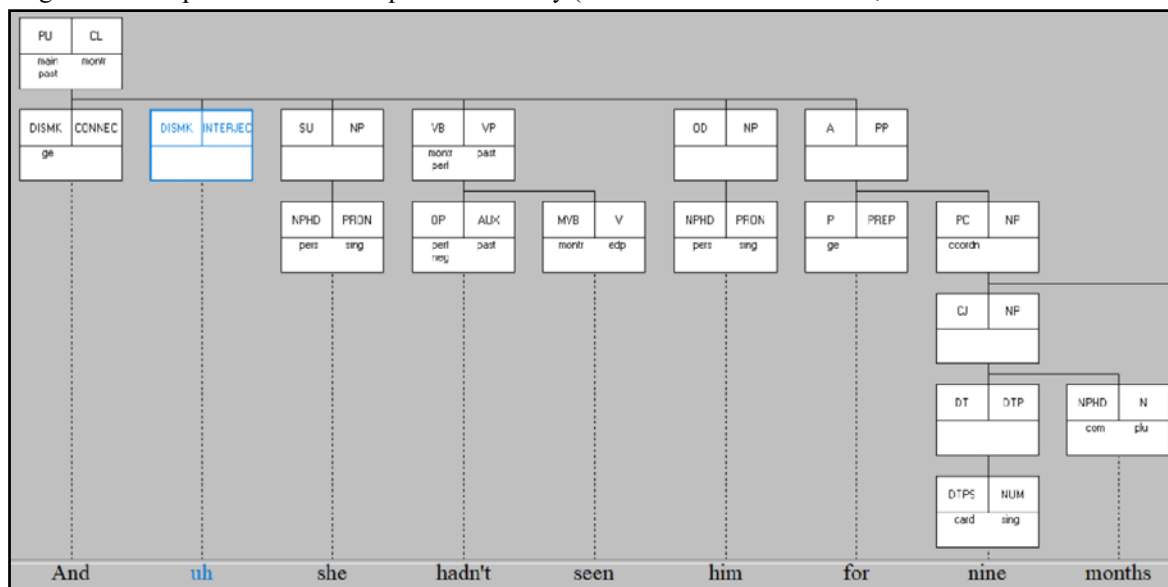 PU CL
main montr
past
DISMK CONNEC DISMK INTERJEC SU NP VB VP OD NP A PP
ge montr past
perf
NPHD PRON OP AUX MVB V NPHD PRON P PREP PC NP
pers sing perf past montr edp pers sing ge coordn
neg
CJ NP
DT DTP NPHD N
com plu
DTPS NUM
card sing
And uh she hadn't seen him for nine months